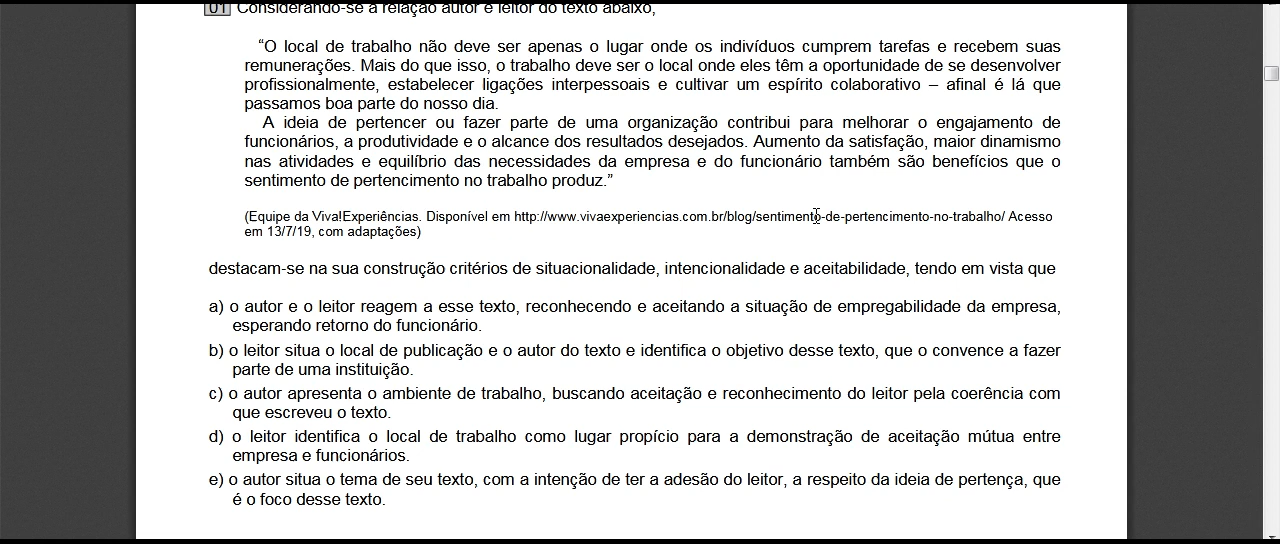 01 Considerando-se a relação autor e leitor do texto abaixo,
“O local de trabalho não deve ser apenas o lugar onde os indivíduos cumprem tarefas e recebem suas
remunerações. Mais do que isso, o trabalho deve ser o local onde eles têm a oportunidade de se desenvolver
profissionalmente, estabelecer ligações interpessoais e cultivar um espírito colaborativo – afinal é lá que
passamos boa parte do nosso dia.
A ideia de pertencer ou fazer parte de uma organização contribui para melhorar o engajamento de
funcionários, a produtividade e o alcance dos resultados desejados. Aumento da satisfação, maior dinamismo
nas atividades e equilíbrio das necessidades da empresa e do funcionário também são benefícios que o
sentimento de pertencimento no trabalho produz.”
(Equipe da Viva!Experiências. Disponível em http://www.vivaexperiencias.com.br/blog/sentimento-de-pertencimento-no-trabalho/ Acesso
em 13/7/19, com adaptações)
destacam-se na sua construção critérios de situacionalidade, intencionalidade e aceitabilidade, tendo em vista que
a) o autor e o leitor reagem a esse texto, reconhecendo e aceitando a situação de empregabilidade da empresa,
esperando retorno do funcionário.
b) o leitor situa o local de publicação e o autor do texto e identifica o objetivo desse texto, que o convence a fazer
parte de uma instituição.
c) o autor apresenta o ambiente de trabalho, buscando aceitação e reconhecimento do leitor pela coerência com
que escreveu o texto.
d) o leitor identifica o local de trabalho como lugar propício para a demonstração de aceitação mútua entre
empresa e funcionários.
e) o autor situa o tema de seu texto, com a intenção de ter a adesão do leitor, a respeito da ideia de pertença, que
é o foco desse texto.